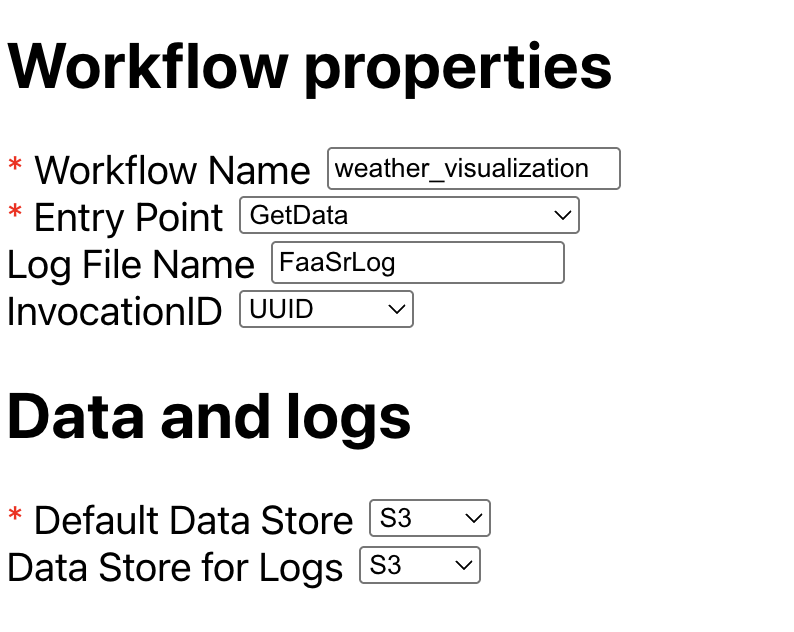 Workflow properties
* Workflow Name weather_visualization
* Entry Point GetData
Log File Name FaaSrLog
InvocationID UUID
Data and logs
* Default Data Store S3
Data Store for Logs S3